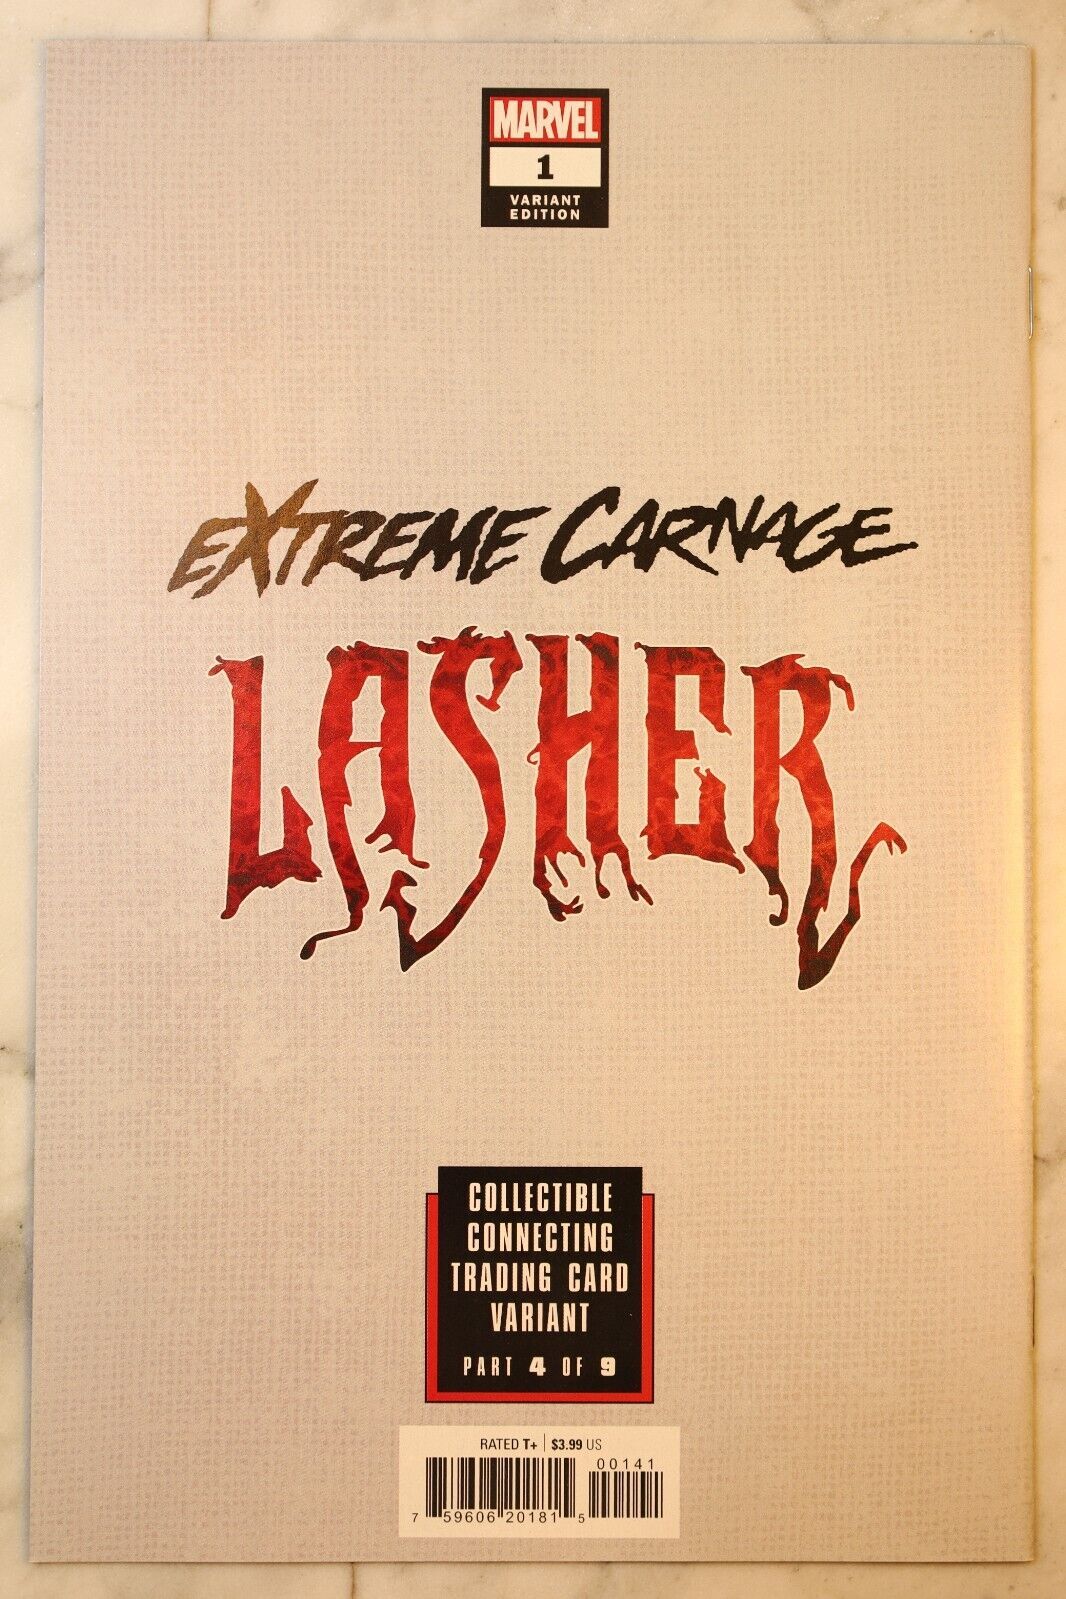 MARVEL
1
VARIANT
EDITION
EXTREME CARNAGE
LASHER
COLLECTIBLE
CONNECTING
TRADING CARD
VARIANT
PART 4 OF 9
RATED T+ $3.99 US
00141
7 59606 20181 5